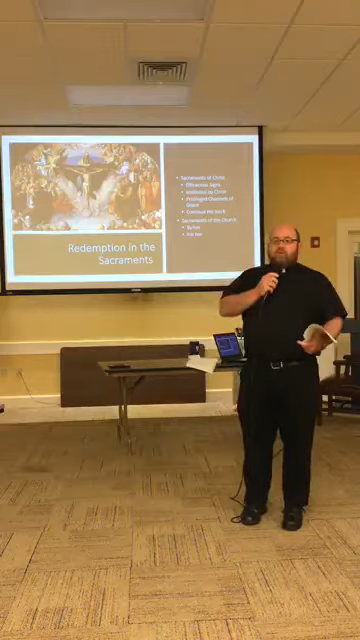 Redemption in the
Sacraments
Sacraments of Christ
Efficacious Signs
Instituted by Christ
Privileged Channels of
Grace
Continue His Work
Sacraments of the Church
By her
For her